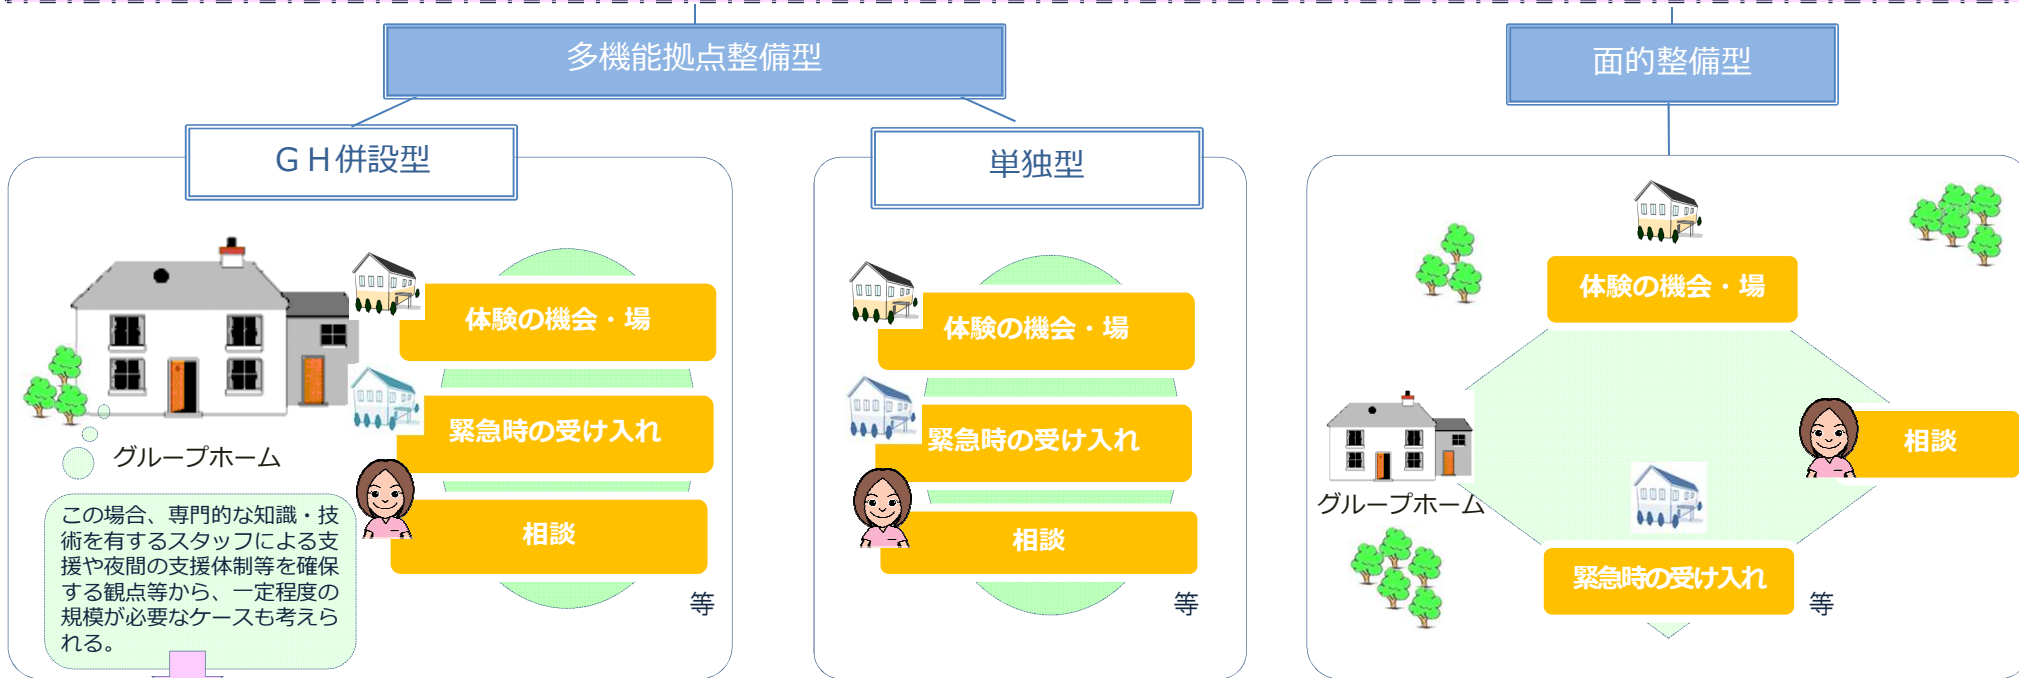 多機能拠点整備型
面的整備型
ＧＨ併設型
単独型
体験の機会・場
緊急時の受け入れ
相談
等
グループホーム
この場合、専門的な知識・技
術を有するスタッフによる支
援や夜間の支援体制等を確保
する観点等から、一定程度の
規模が必要なケースも考えら
れる。
体験の機会・場
緊急時の受け入れ
相談
等
体験の機会・場
相談
グループホーム
緊急時の受け入れ
等